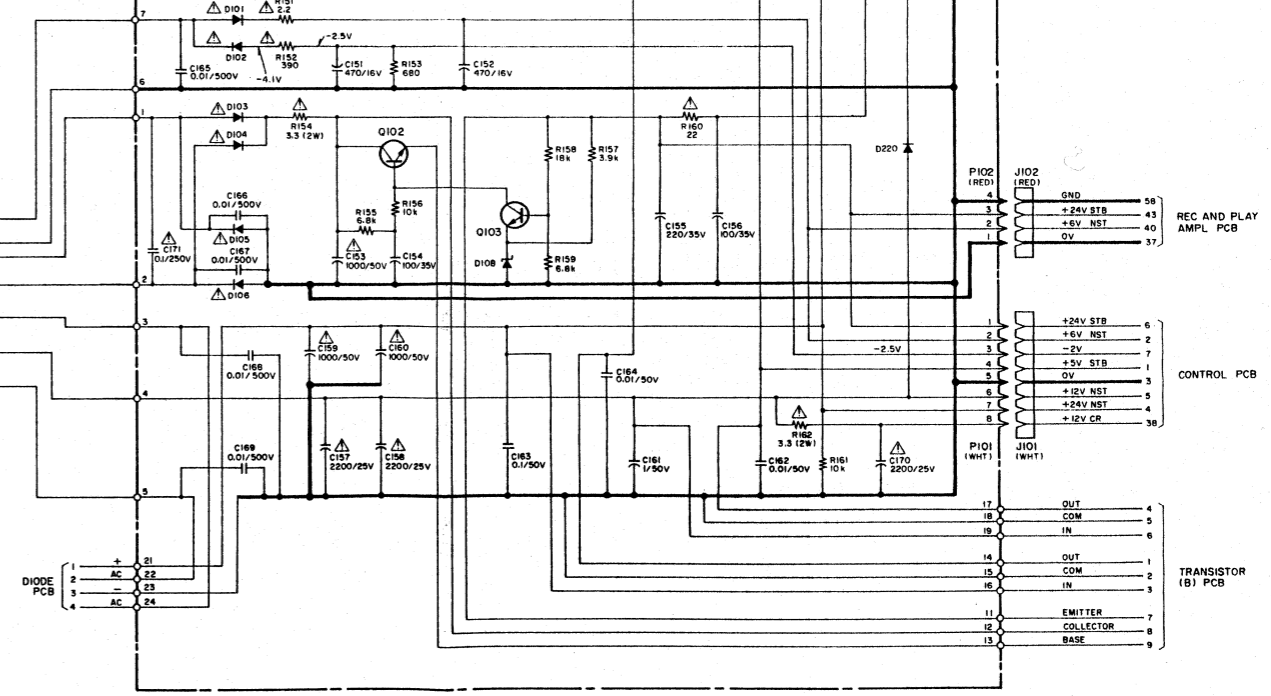 7
D101
R151
2.2
D102
R152
390
-2.5V
-4.1V
C165
0.01/500V
C151
470/16V
R153
680
C152
470/16V
6
1
D103
D104
R154
3.3 (2W)
Q102
R158
18k
R157
3.9k
R160
22
D220
C166
0.01/500V
D105
C167
0.01/500V
D106
C171
0.1/250V
R155
6.8k
R156
10k
C153
1000/50V
C154
100/35V
Q103
D108
R159
6.8k
C155
220/35V
C156
100/35V
2
P102
(RED)
J102
(RED)
4 GND 58
3 +24V STB 43
2 +6V NST 40
1 0V 37
REC AND PLAY
AMPL PCB
3
C159
1000/50V
C160
1000/50V
C168
0.01/500V
C164
0.01/50V
-2.5V
1 +24V STB 6
2 +6V NST 2
3 -2V 7
4 +5V STB 1
5 0V 3
6 +12V NST 5
7 +24V NST 4
8 +12V CR 38
CONTROL PCB
P101
(WHT)
J101
(WHT)
4
C169
0.01/500V
C157
2200/25V
C158
2200/25V
C163
0.1/50V
C161
1/50V
C162
0.01/50V
R162
3.3 (2W)
R161
10k
C170
2200/25V
5
17 OUT 4
18 COM 5
19 IN 6
14 OUT 1
15 COM 2
16 IN 3
11 EMITTER 7
12 COLLECTOR 8
13 BASE 9
TRANSISTOR
(B) PCB
DIODE
PCB
1 + 21
2 AC 22
3 - 23
4 AC 24